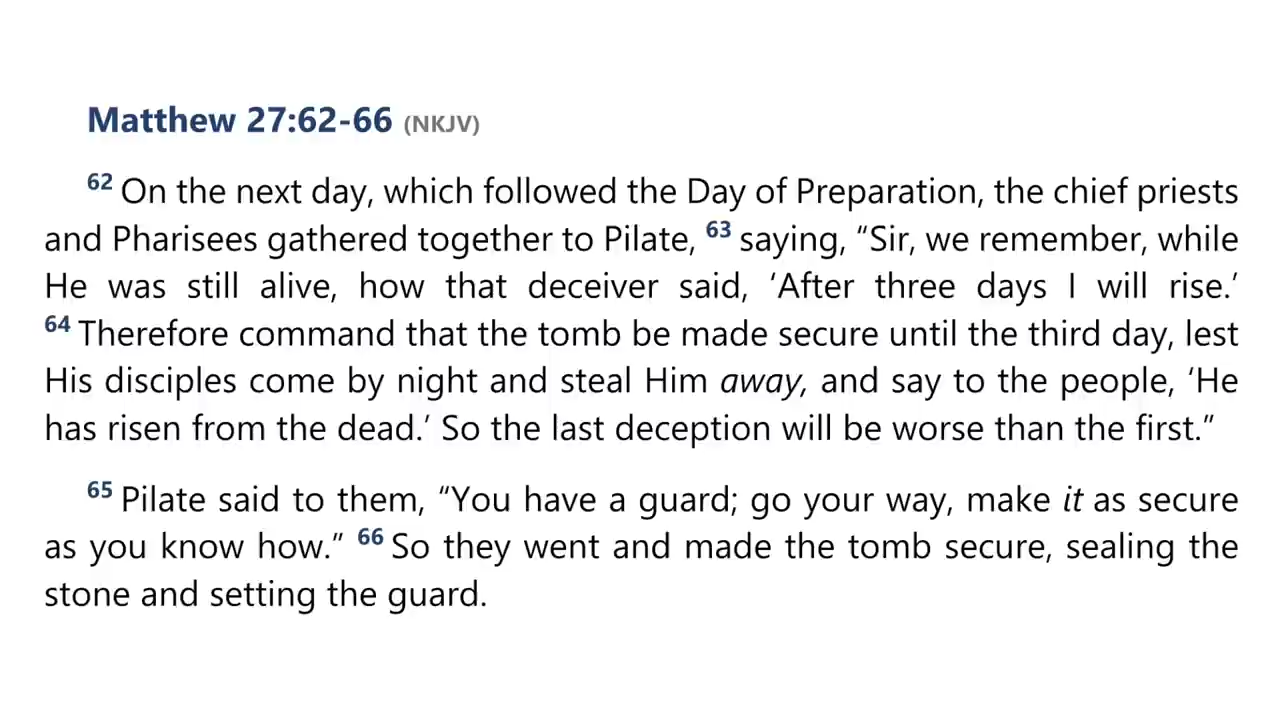 Matthew 27:62-66 (NKJV)
62 On the next day, which followed the Day of Preparation, the chief priests
and Pharisees gathered together to Pilate, 63 saying, “Sir, we remember, while
He was still alive, how that deceiver said, ‘After three days I will rise.’
64 Therefore command that the tomb be made secure until the third day, lest
His disciples come by night and steal Him away, and say to the people, ‘He
has risen from the dead.’ So the last deception will be worse than the first.”
65 Pilate said to them, “You have a guard; go your way, make it as secure
as you know how.” 66 So they went and made the tomb secure, sealing the
stone and setting the guard.